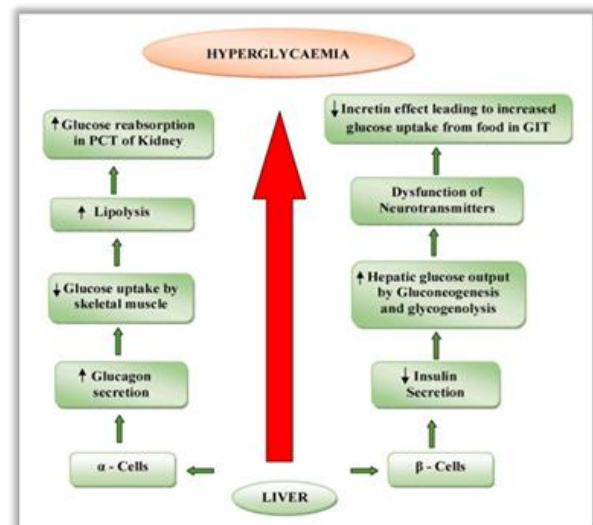 HYPERGLYCAEMIA
↑ Glucose reabsorption
in PCT of Kidney
↑ Lipolysis
↓ Glucose uptake by
skeletal muscle
↑ Glucagon
secretion
α - Cells
↓ Incretin effect leading to increased
glucose uptake from food in GIT
Dysfunction of
Neurotransmitters
↑ Hepatic glucose output
by Gluconeogenesis
and glycogenolysis
↓ Insulin
Secretion
β - Cells
LIVER